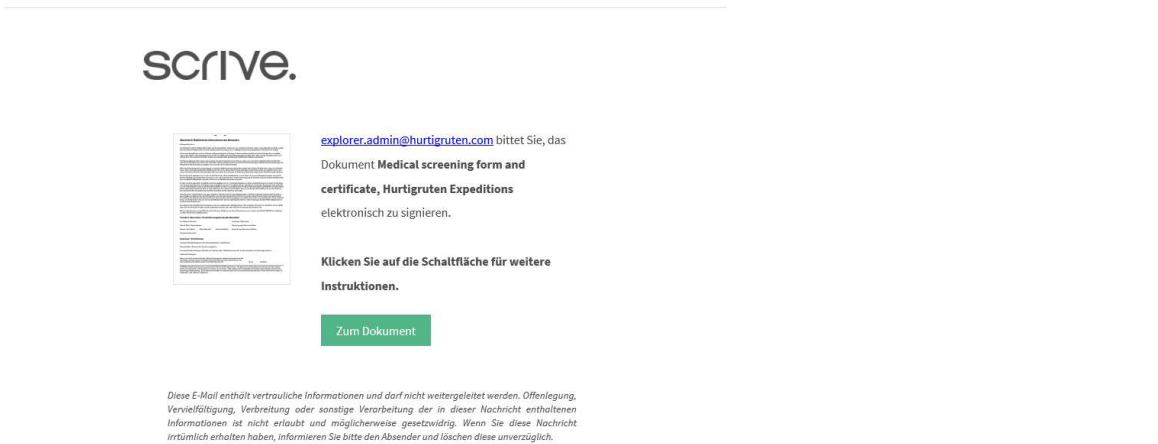 scrive.
explorer.admin@hurtigruten.com bittet Sie, das
Dokument Medical screening form and
certificate, Hurtigruten Expeditions
elektronisch zu signieren.
Klicken Sie auf die Schaltfläche für weitere
Instruktionen.
Zum Dokument
Diese E-Mail enthält vertrauliche Informationen und darf nicht weitergeleitet werden. Offenlegung,
Vervielfältigung, Verbreitung oder sonstige Verarbeitung der in dieser Nachricht enthaltenen
Informationen ist nicht erlaubt und möglicherweise gesetzwidrig. Wenn Sie diese Nachricht
irrtümlich erhalten haben, informieren Sie bitte den Absender und löschen diese unverzüglich.